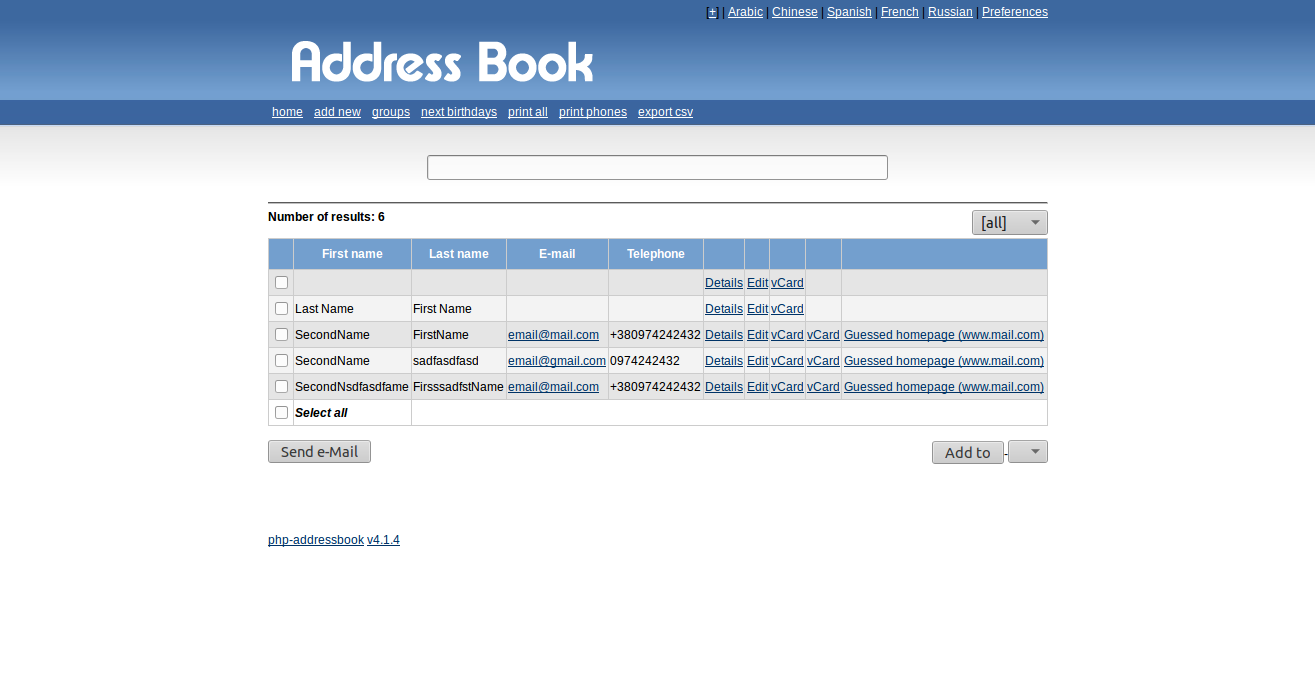 [+] | Arabic | Chinese | Spanish | French | Russian | Preferences
Address Book
home add new groups next birthdays print all print phones export csv
Number of results: 6
[all]
First name Last name E-mail Telephone
Details Edit vCard
Last Name First Name Details Edit vCard
SecondName FirstName email@mail.com +380974242432 Details Edit vCard vCard Guessed homepage (www.mail.com)
SecondName sadfasdfasd email@gmail.com 0974242432 Details Edit vCard vCard Guessed homepage (www.mail.com)
SecondNsdfasdfame FirsssadfstName email@mail.com +380974242432 Details Edit vCard vCard Guessed homepage (www.mail.com)
Select all
Send e-Mail Add to -
php-addressbook v4.1.4